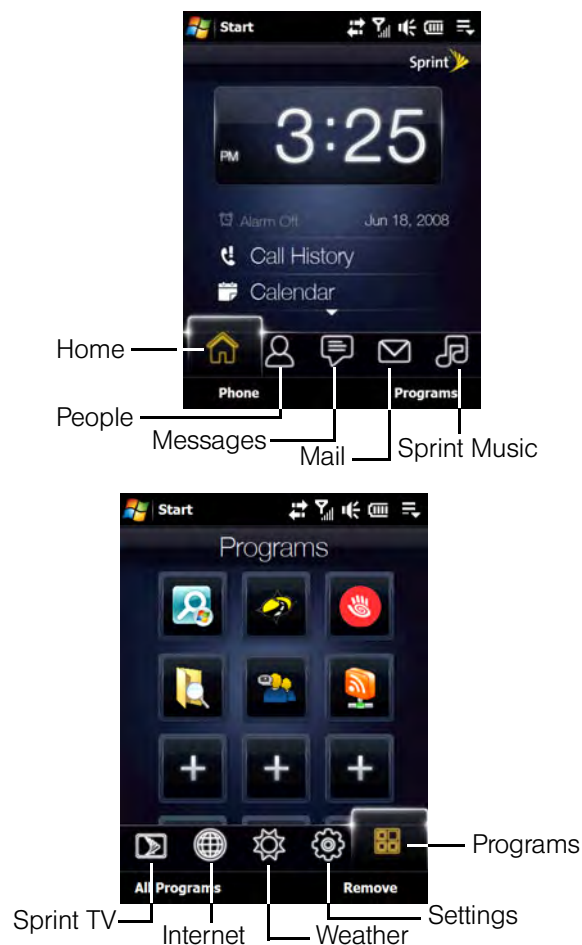 Start
Sprint
PM 3:25
Alarm Off Jun 18, 2008
Call History
Calendar
Home
Phone Programs
People
Messages
Mail
Sprint Music
Start
Programs
Programs
All Programs Remove
Sprint TV
Internet
Weather
Settings